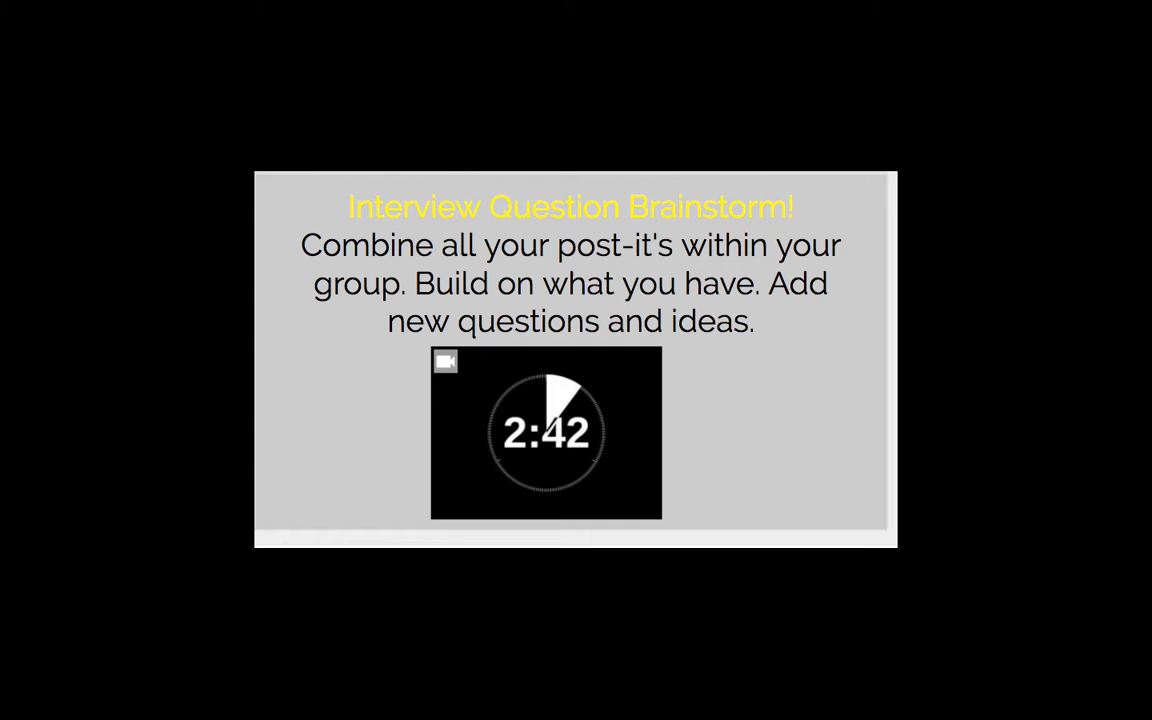 Interview Question Brainstorm!
Combine all your post-it's within your
group. Build on what you have. Add
new questions and ideas.
2:42